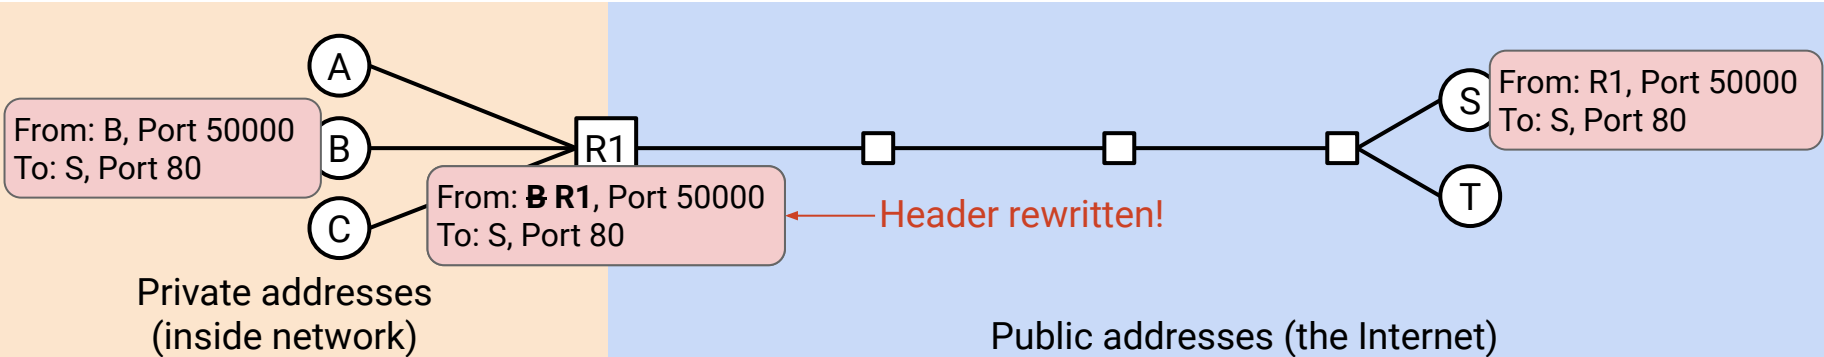 A
From: B, Port 50000
To: S, Port 80
B
C
R1
From: B R1, Port 50000
To: S, Port 80
Header rewritten!
S
From: R1, Port 50000
To: S, Port 80
T
Private addresses
(inside network)
Public addresses (the Internet)